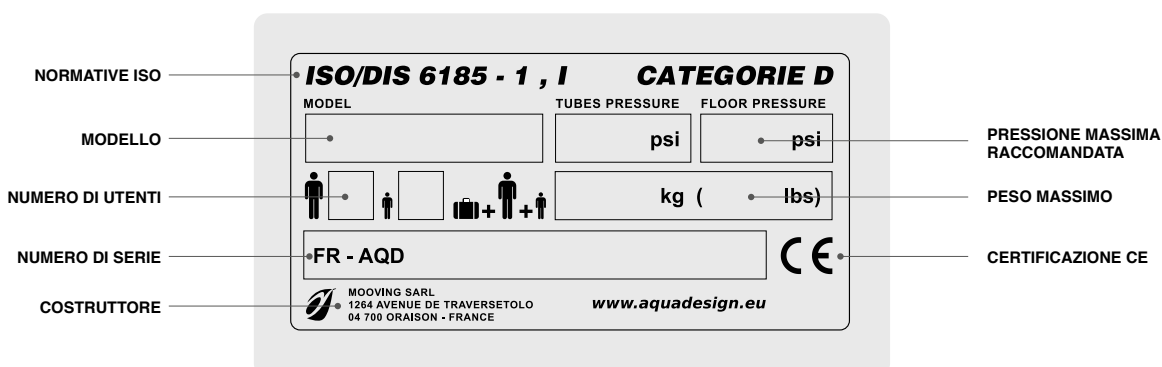 NORMATIVE ISO
ISO/DIS 6185 - 1 , I CATEGORIE D
MODEL TUBES PRESSURE FLOOR PRESSURE
MODELLO
psi psi
PRESSIONE MASSIMA
RACCOMANDATA
NUMERO DI UTENTI
+ +
kg ( lbs)
PESO MASSIMO
NUMERO DI SERIE
FR - AQD
CE
CERTIFICAZIONE CE
COSTRUTTORE
MOOVING SARL
1264 AVENUE DE TRAVERSETOLO
04 700 ORAISON - FRANCE
www.aquadesign.eu